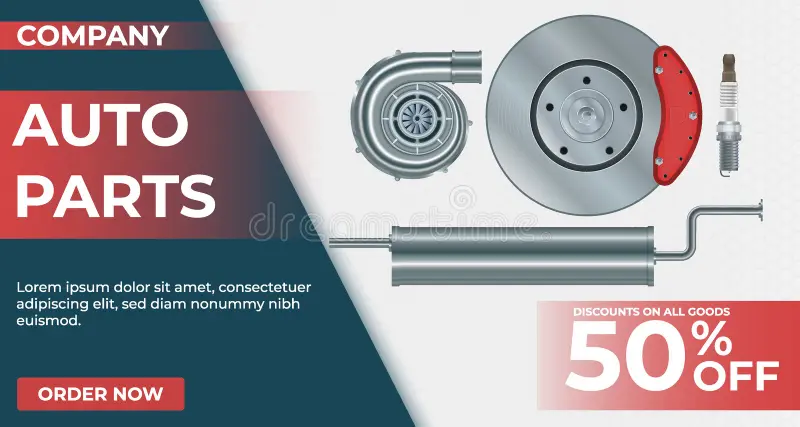 COMPANY
AUTO
PARTS
Lorem ipsum dolor sit amet, consectetuer
adipiscing elit, sed diam nonummy nibh
euismod.
ORDER NOW
DISCOUNTS ON ALL GOODS
50%
OFF
dreamstime